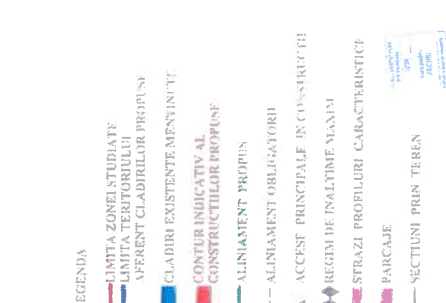 EGENDA
LIMITA ZONEI STUDIATE
LIMITA TERITORIULUI
AFERENT CLADIRILOR PROPUSE
CLADIRI EXISTENTE MENTINUTE
CONTUR INDICATIV AL
CONSTRUCTIILOR PROPUSE
ALINIAMENT PROPUS
ALINIAMENT OBLIGATORIU
ACCESE PRINCIPALE IN CONSTRUCTII
REGIM DE INALTIME MAXIM
STRAZI PROFILURI CARACTERISTICE
PARCAJE
SECTIUNI PRIN TEREN